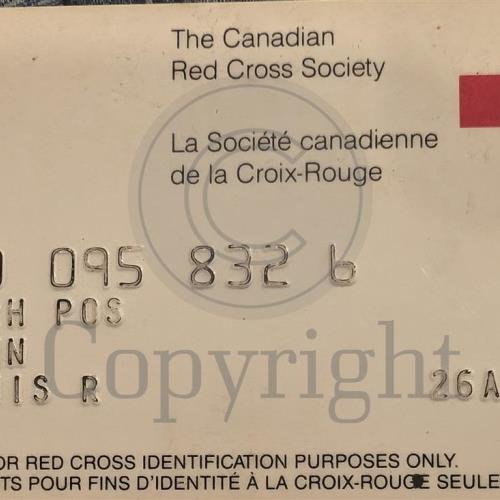 The Canadian
Red Cross Society
La Société canadienne
de la Croix-Rouge
095 832 6
H POS
N
IS R 26 A
OR RED CROSS IDENTIFICATION PURPOSES ONLY.
TS POUR FINS D'IDENTITÉ À LA CROIX-ROUGE SEULE
Copyright